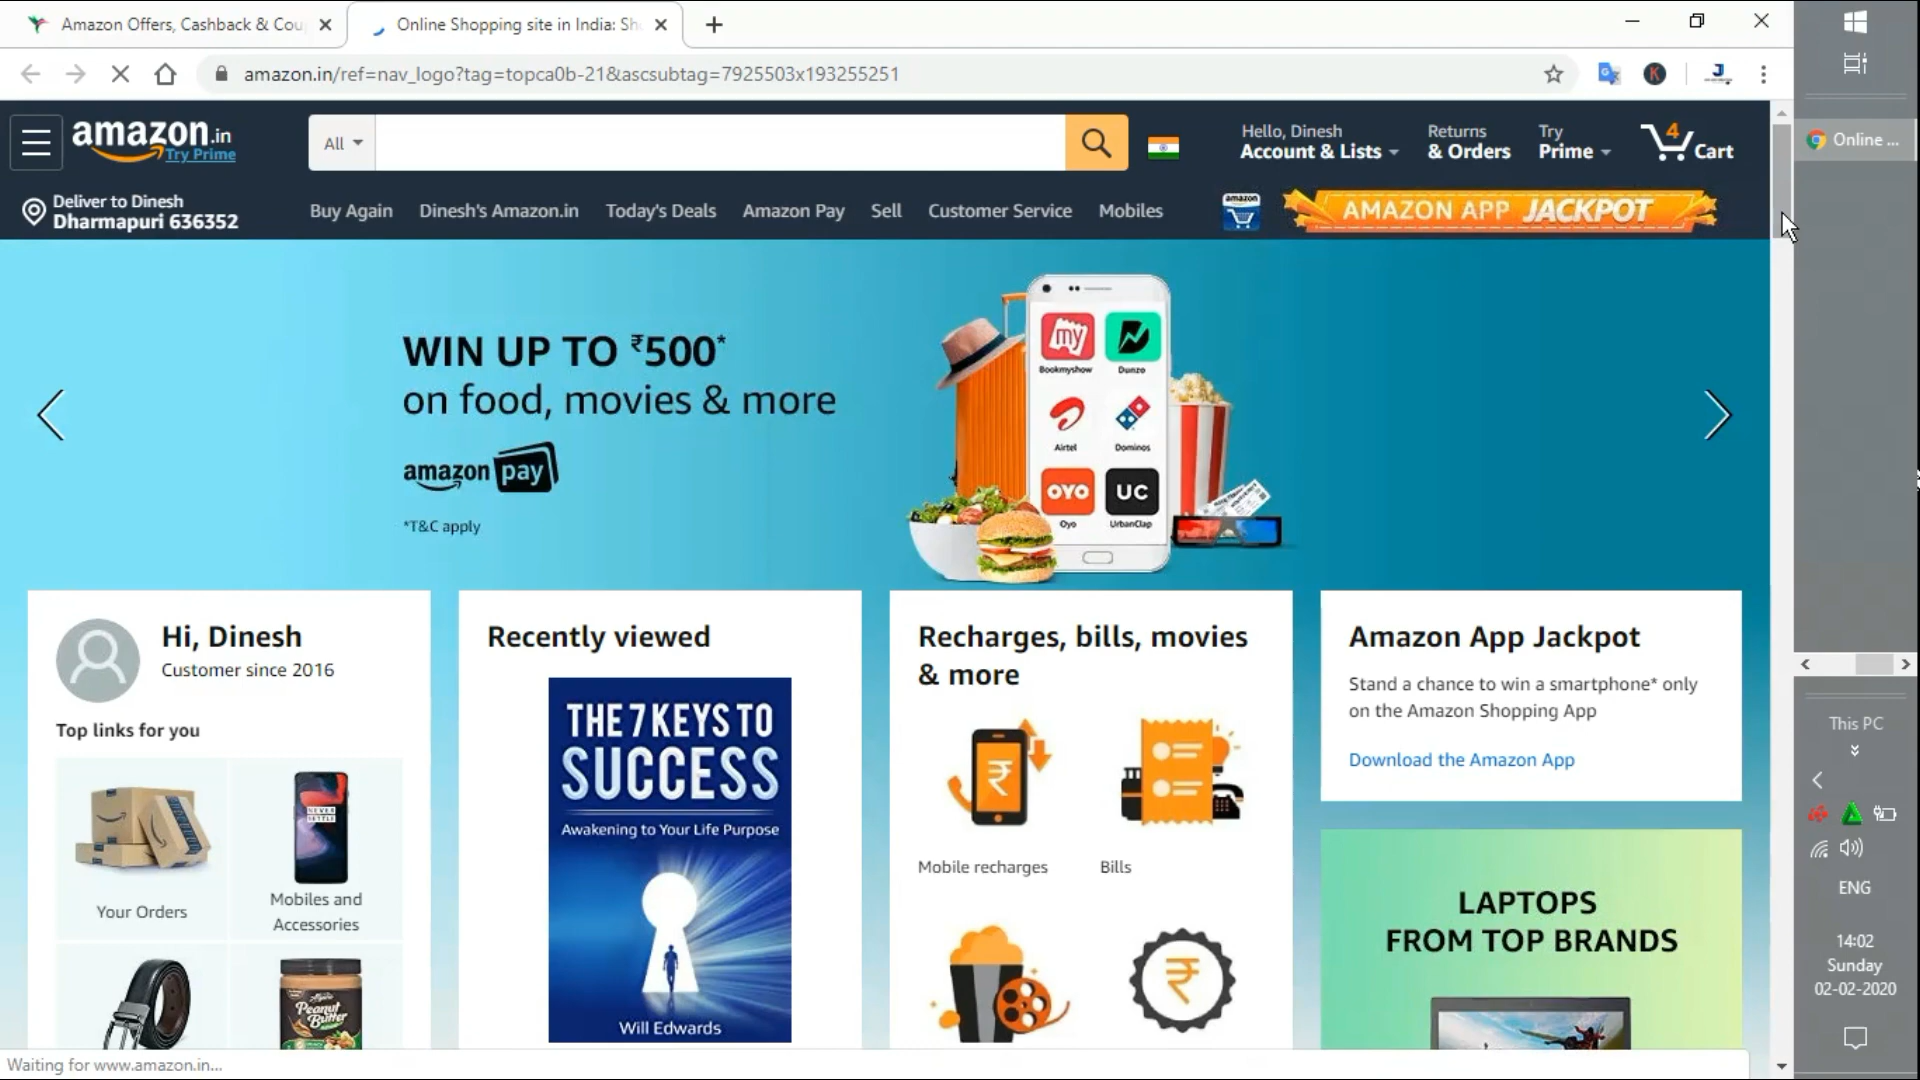 Amazon Offers, Cashback & Cou
Online Shopping site in India: Sh
amazon.in/ref=nav_logo?tag=topca0b-21&ascsubtag=7925503x193255251
amazon.in
Try Prime
All
Hello, Dinesh
Account & Lists
Returns
& Orders
Try
Prime
4
Cart
Deliver to Dinesh
Dharmapuri 636352
Buy Again
Dinesh's Amazon.in
Today's Deals
Amazon Pay
Sell
Customer Service
Mobiles
amazon
AMAZON APP JACKPOT
WIN UP TO ₹500*
on food, movies & more
amazon pay
*T&C apply
my
Bookmyshow
Dunzo
Airtel
Dominos
OYO
UC
Oyo
UrbanClap
Hi, Dinesh
Customer since 2016
Top links for you
Your Orders
NEVER
SETTLE
Mobiles and
Accessories
Peanut
Butter
Recently viewed
THE 7 KEYS TO
SUCCESS
Awakening to Your Life Purpose
Will Edwards
Recharges, bills, movies
& more
₹
Mobile recharges
Bills
₹
Amazon App Jackpot
Stand a chance to win a smartphone* only
on the Amazon Shopping App
Download the Amazon App
LAPTOPS
FROM TOP BRANDS
Waiting for www.amazon.in...
K
J
Online ...
This PC
ENG
14:02
Sunday
02-02-2020